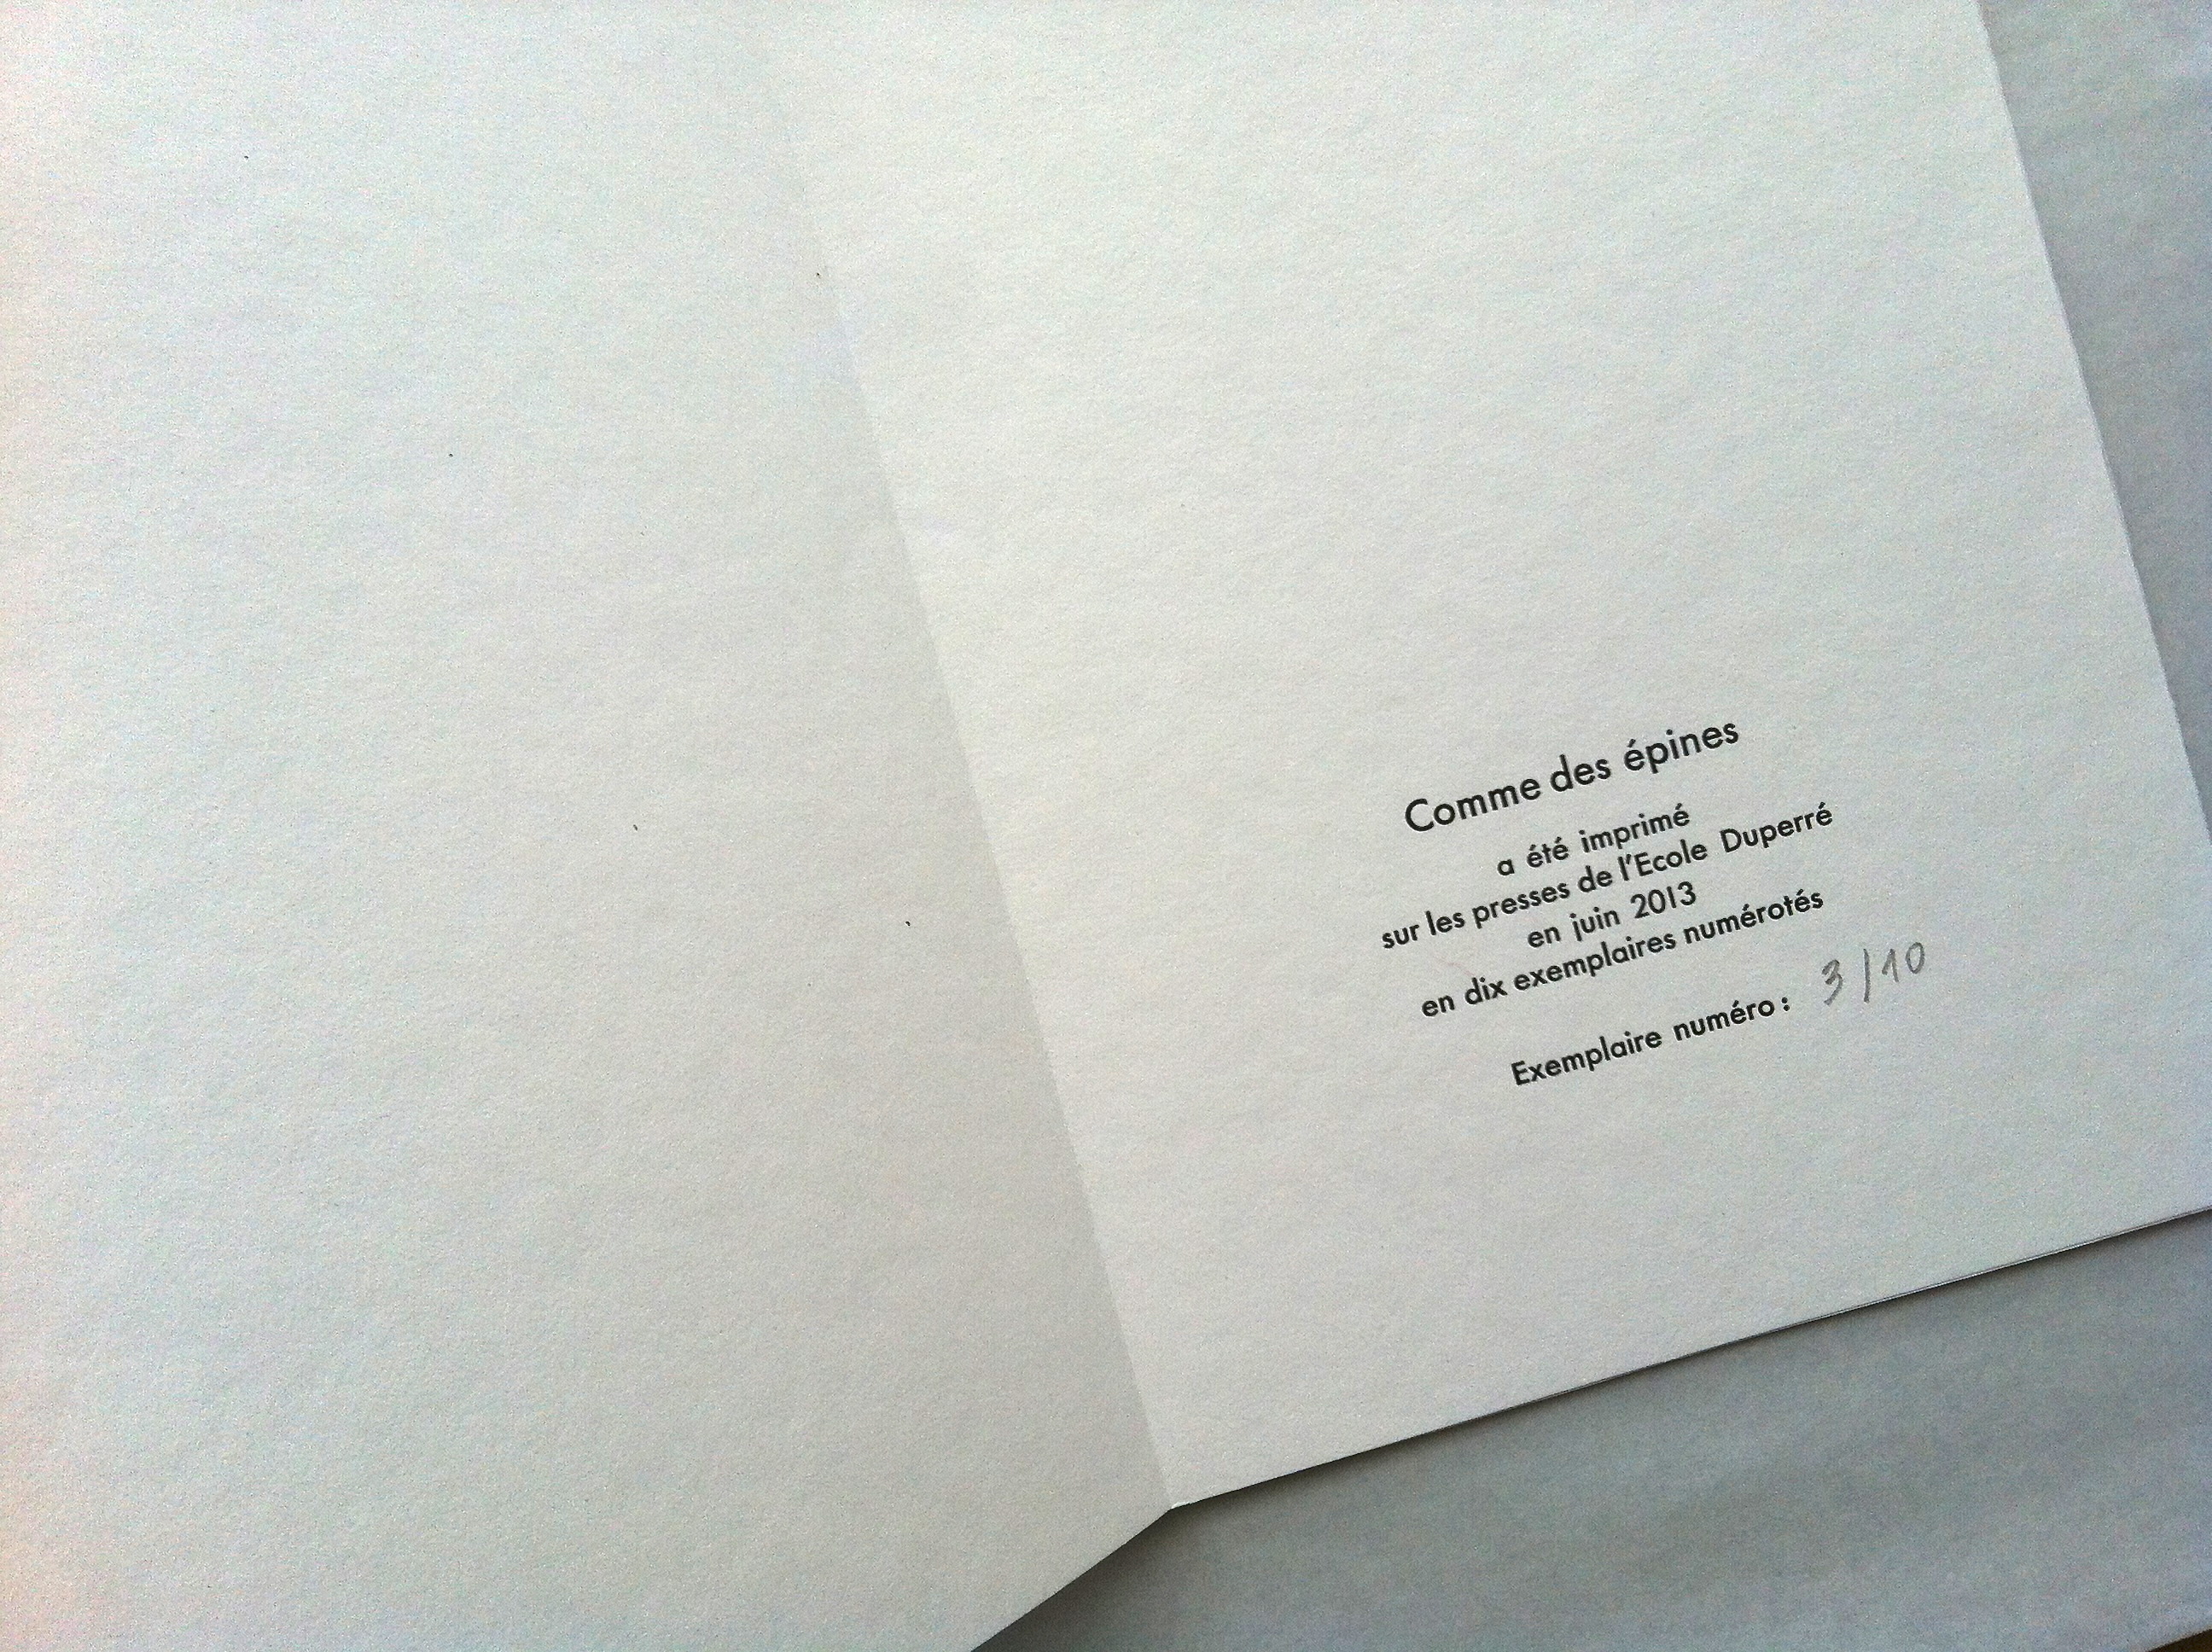 Comme des épines
a été imprimé
sur les presses de l'Ecole Duperré
en juin 2013
en dix exemplaires numérotés
Exemplaire numéro : 3/10